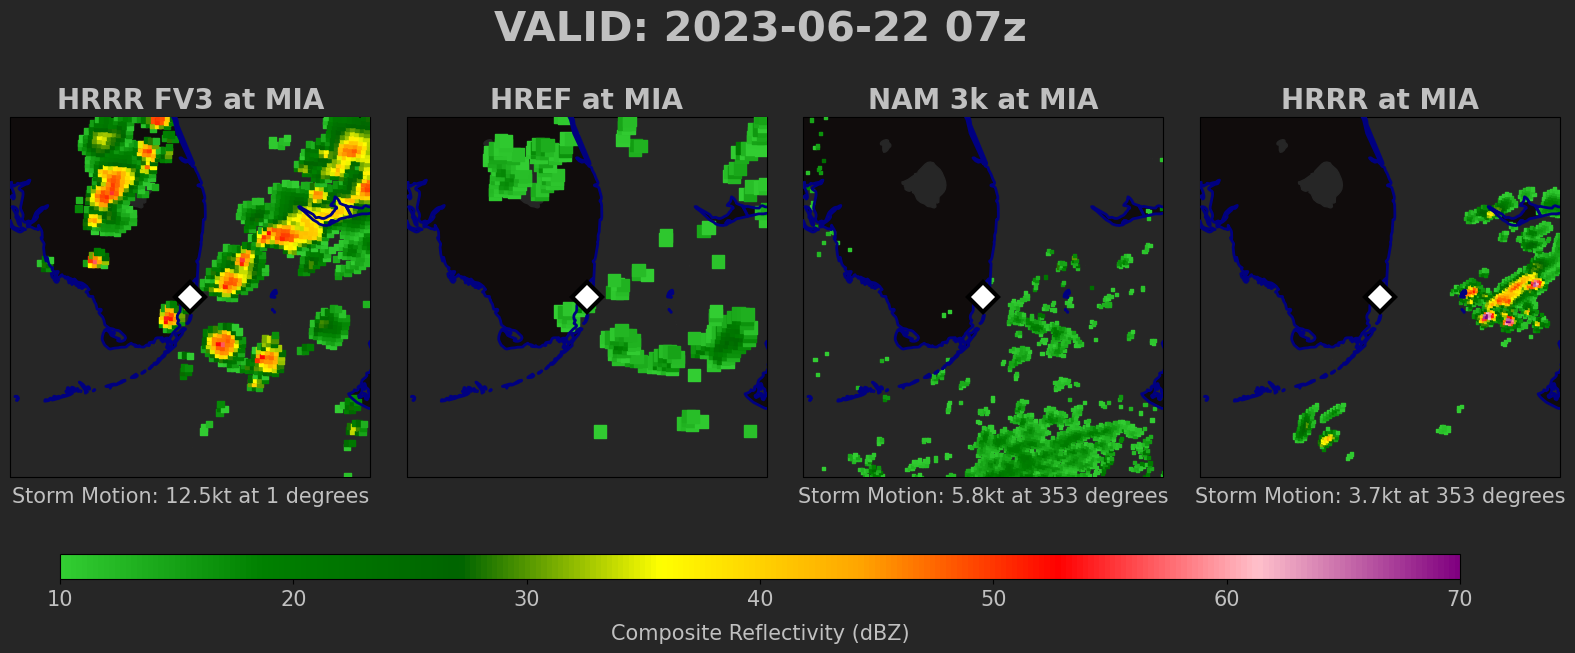 VALID: 2023-06-22 07z
HRRR FV3 at MIA
HREF at MIA
NAM 3k at MIA
HRRR at MIA
Storm Motion: 12.5kt at 1 degrees
Storm Motion: 5.8kt at 353 degrees
Storm Motion: 3.7kt at 353 degrees
10 20 30 40 50 60 70
Composite Reflectivity (dBZ)